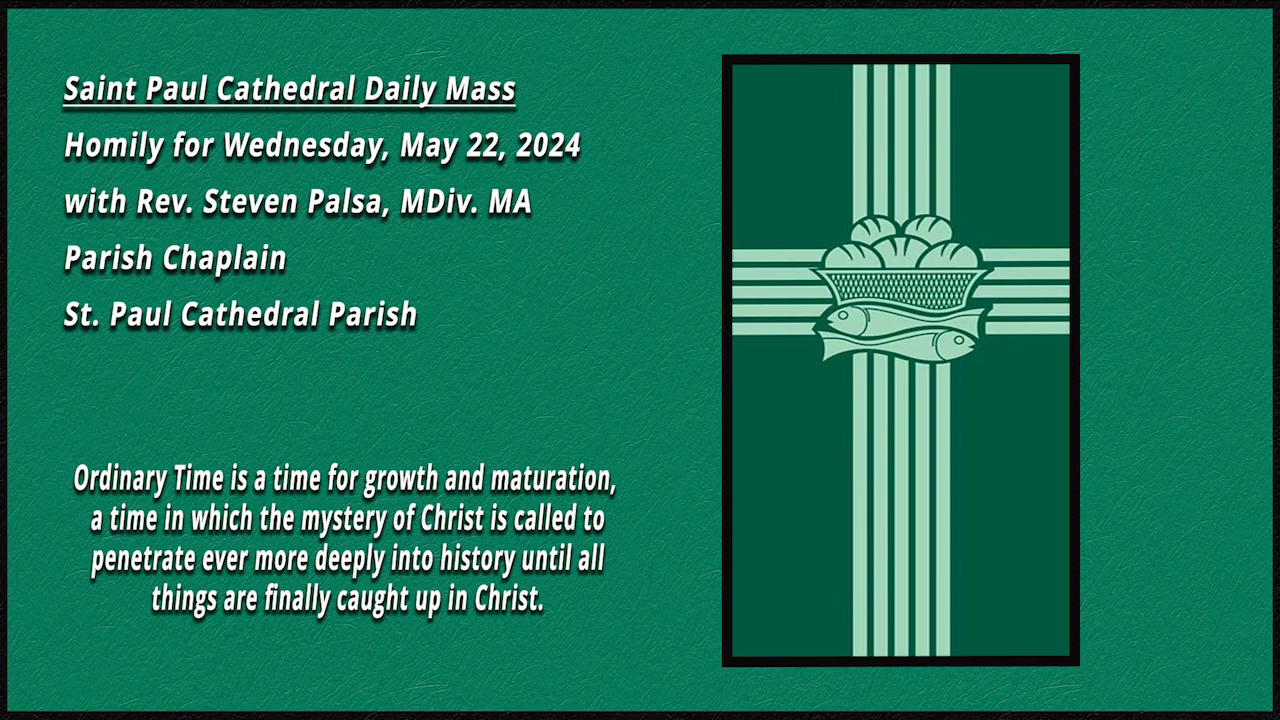 Saint Paul Cathedral Daily Mass
Homily for Wednesday, May 22, 2024
with Rev. Steven Palsa, MDiv. MA
Parish Chaplain
St. Paul Cathedral Parish
Ordinary Time is a time for growth and maturation,
a time in which the mystery of Christ is called to
penetrate ever more deeply into history until all
things are finally caught up in Christ.